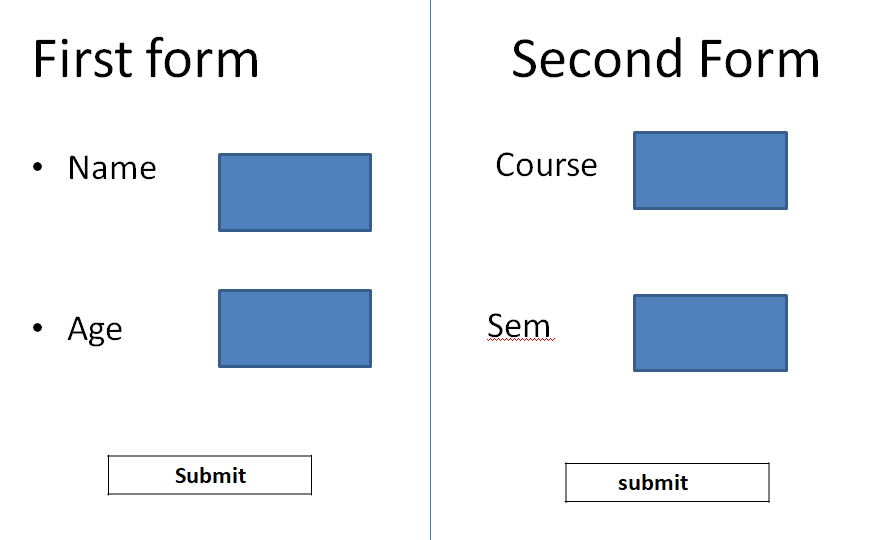 First form
• Name
• Age
Submit
Second Form
Course
Sem
submit